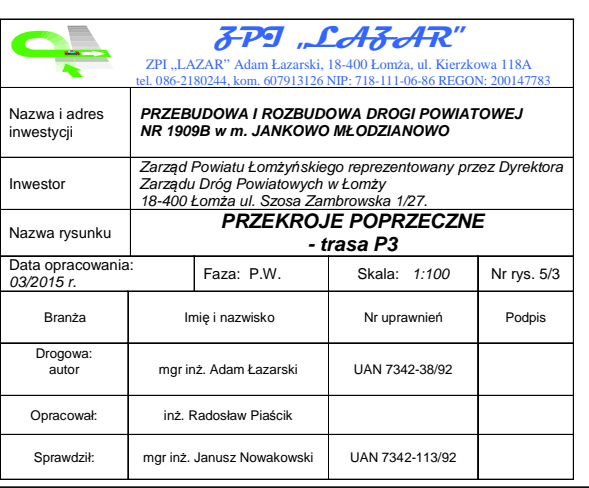 ZPI „LAZAR”
ZPI „LAZAR” Adam Łazarski, 18-400 Łomża, ul. Kierzkowa 118A
tel. 086-2180244, kom. 607913126 NIP: 718-111-06-86 REGON: 200147783
Nazwa i adres
inwestycji
PRZEBUDOWA I ROZBUDOWA DROGI POWIATOWEJ
NR 1909B w m. JANKOWO MŁODZIANOWO
Inwestor
Zarząd Powiatu Łomżyńskiego reprezentowany przez Dyrektora
Zarządu Dróg Powiatowych w Łomży
18-400 Łomża ul. Szosa Zambrowska 1/27.
Nazwa rysunku
PRZEKROJE POPRZECZNE
- trasa P3
Data opracowania:
03/2015 r.
Faza: P.W.
Skala: 1:100
Nr rys. 5/3
Branża
Imię i nazwisko
Nr uprawnień
Podpis
Drogowa:
autor
mgr inż. Adam Łazarski
UAN 7342-38/92
Opracował:
inż. Radosław Piaścik
Sprawdził:
mgr inż. Janusz Nowakowski
UAN 7342-113/92